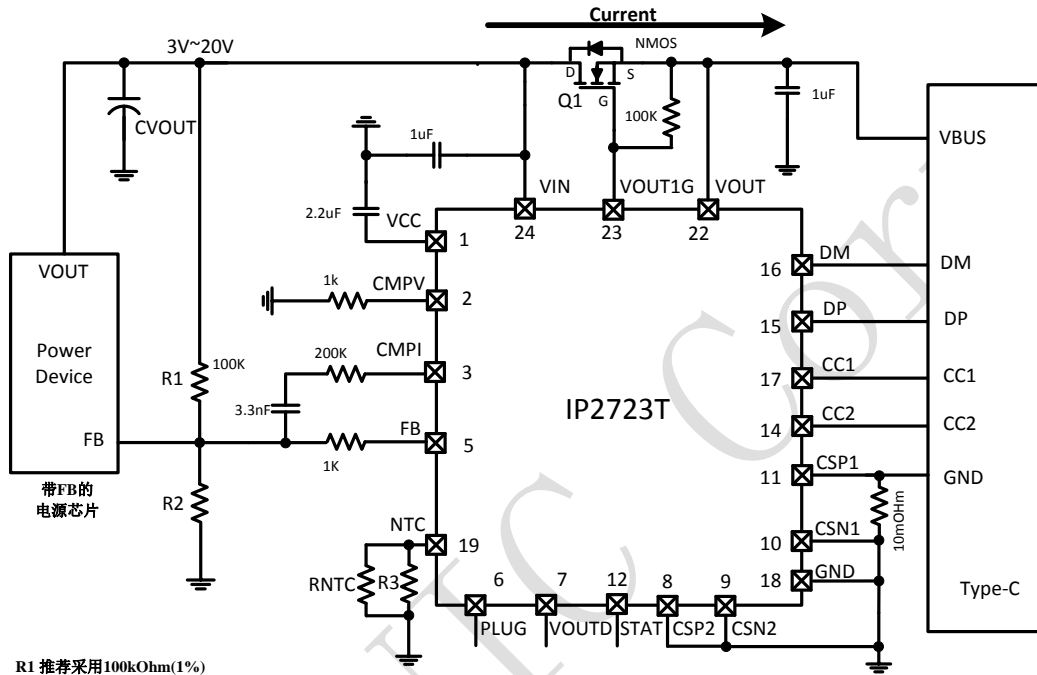 Current
3V~20V
NMOS
D
S
G
Q1
100K
1uF
CVOUT
1uF
VBUS
VIN
VOUT1G
VOUT
2.2uF
VCC
24
23
22
1
VOUT
16
DM
DM
1k
CMPV
2
15
DP
DP
Power
Device
R1
100K
200K
CMPI
3
17
CC1
CC1
3.3nF
IP2723T
14
CC2
CC2
FB
1K
FB
5
11
CSP1
GND
带FB的
电源芯片
R2
10mOHm
NTC
19
10
CSN1
RNTC
R3
6
7
12
8
9
18
GND
Type-C
PLUG
VOUTD
STAT
CSP2
CSN2
R1 推荐采用100kOhm(1%)